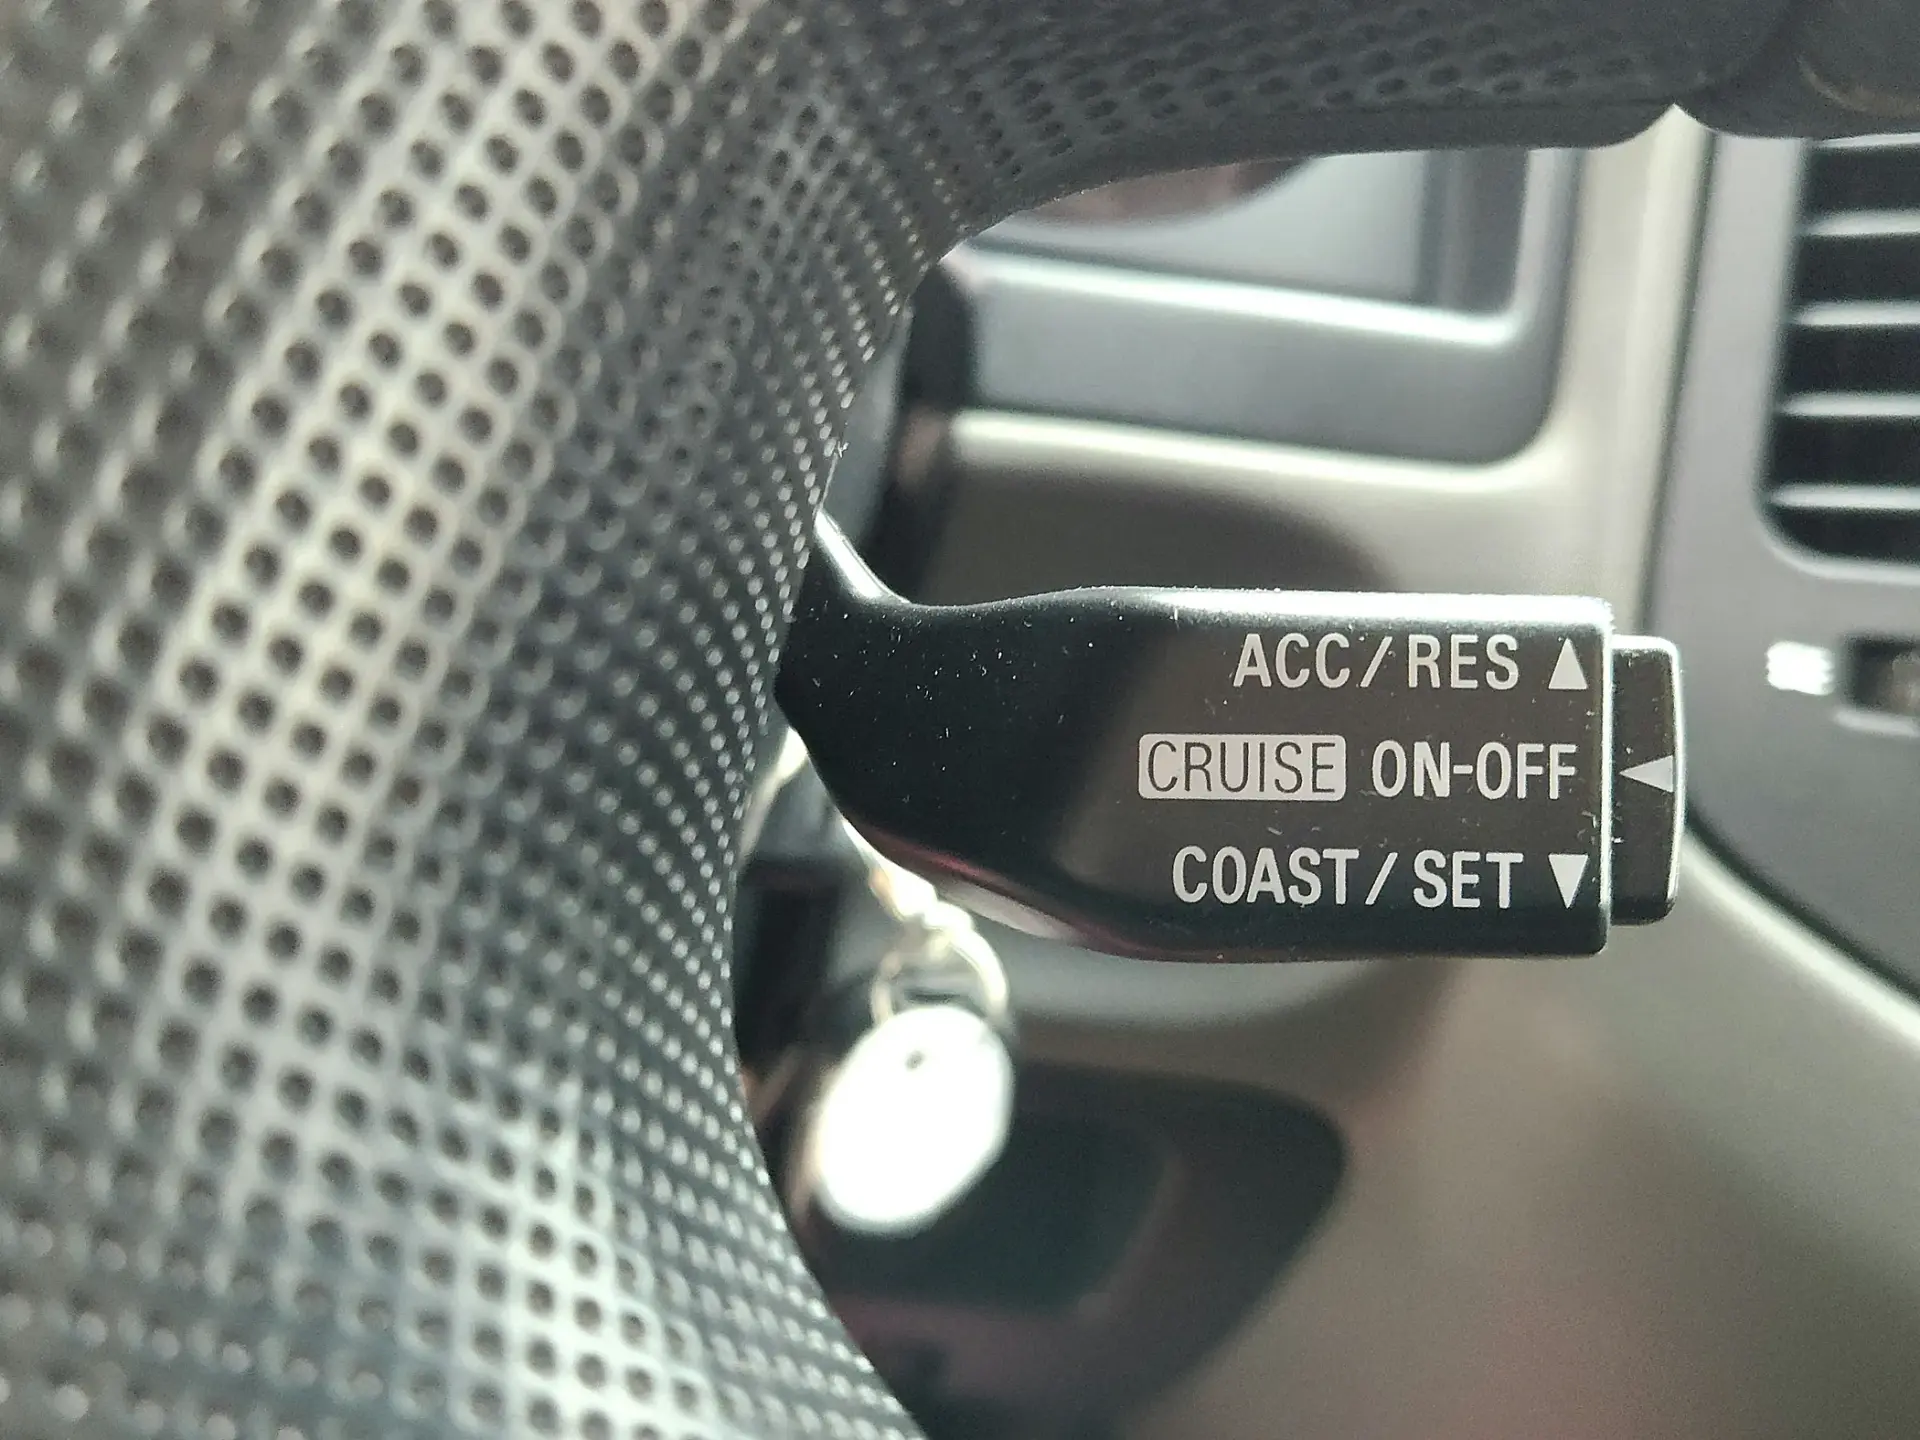 ACC/RES ▲
CRUISE ON-OFF ◀
COAST/SET ▼